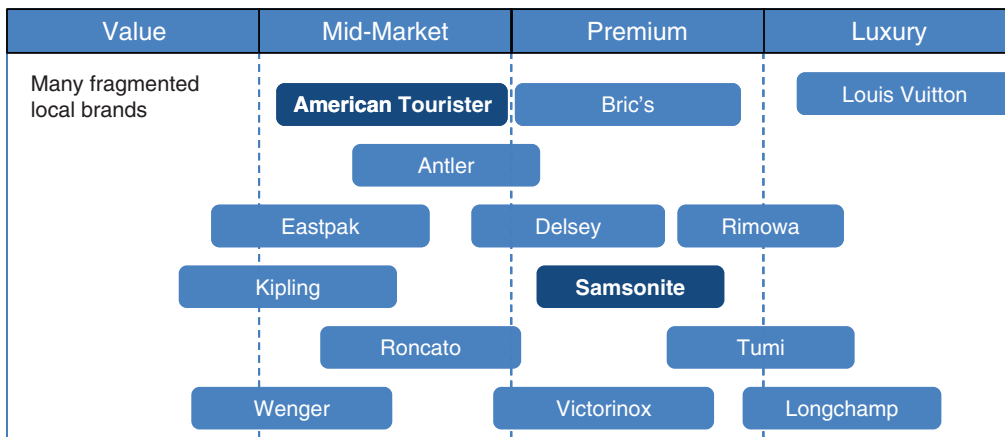 Value Mid-Market Premium Luxury
Many fragmented
local brands
American Tourister
Bric's
Louis Vuitton
Antler
Eastpak
Delsey
Rimowa
Kipling
Samsonite
Roncato
Tumi
Wenger
Victorinox
Longchamp